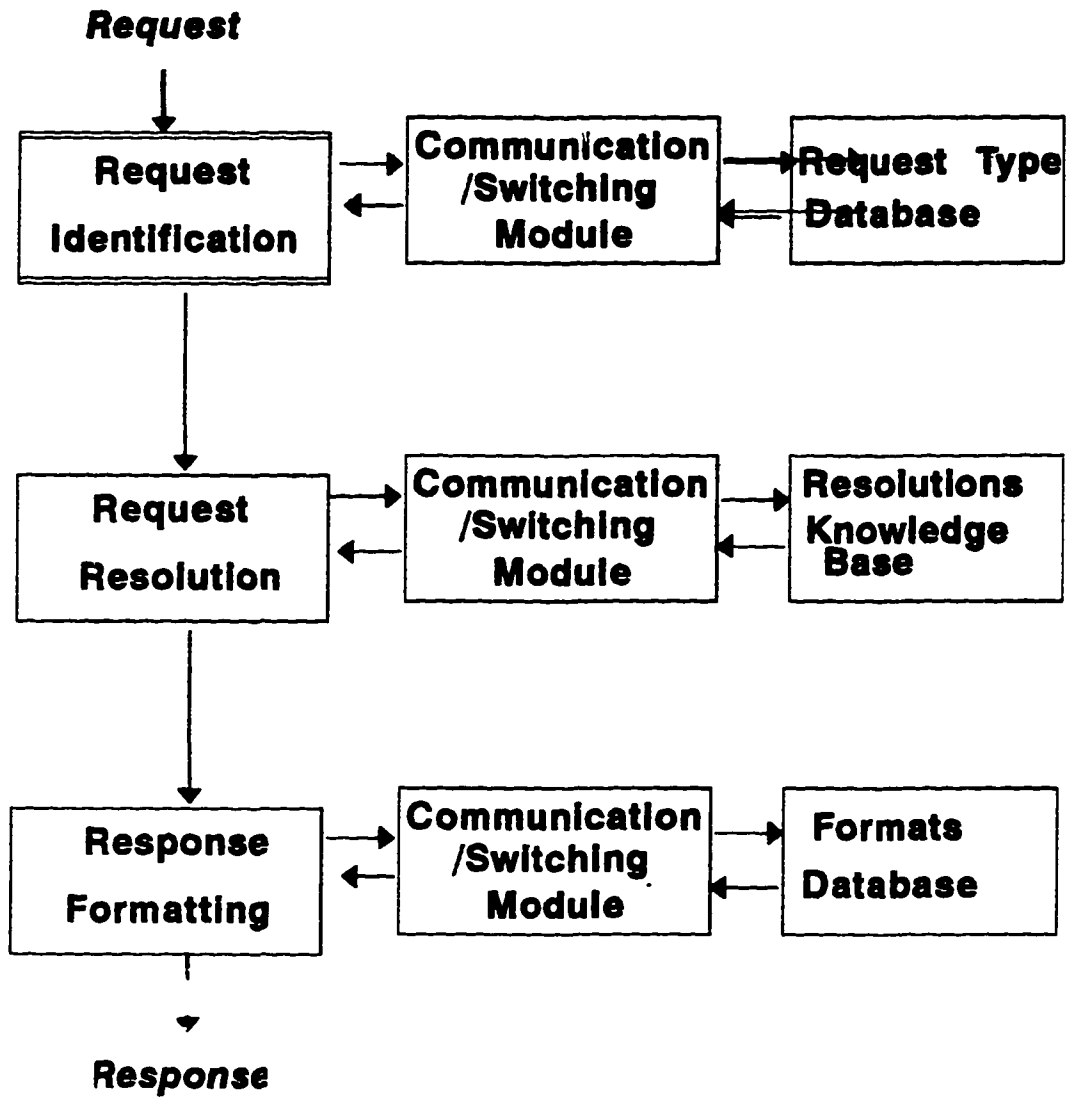 Request
Request
Identification
Communication
/Switching
Module
Request Type
Database
Request
Resolution
Communication
/Switching
Module
Resolutions
Knowledge
Base
Response
Formatting
Communication
/Switching
Module
Formats
Database
Response